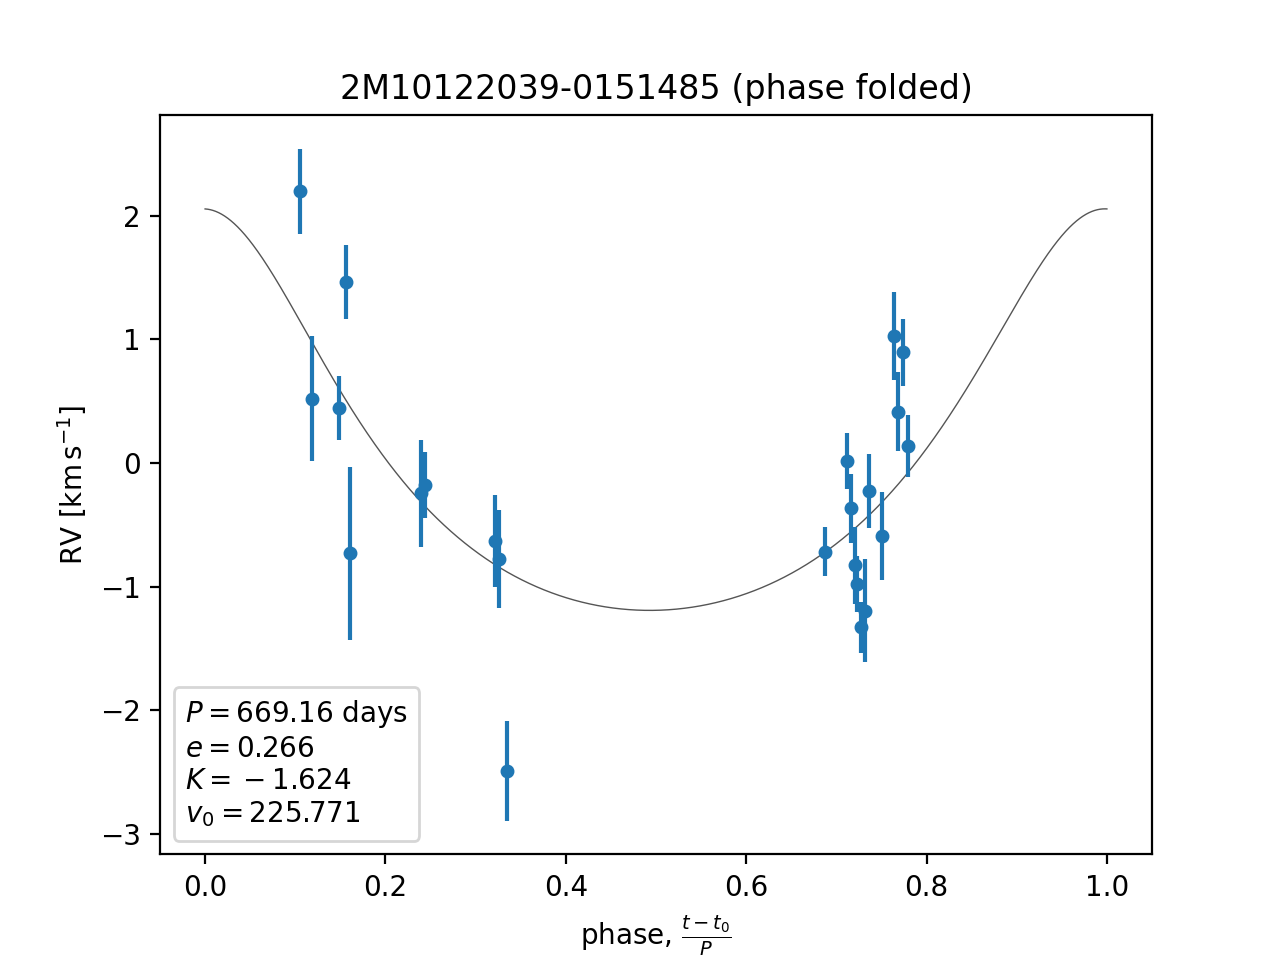 2M10122039-0151485 (phase folded)
RV [km s⁻¹]
2
1
0
−1
−2
−3
P = 669.16 days
e = 0.266
K = −1.624
v₀ = 225.771
0.0 0.2 0.4 0.6 0.8 1.0
phase, (t − t₀)/P